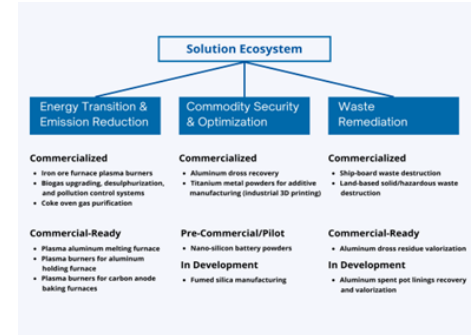 Solution Ecosystem
Energy Transition &
Emission Reduction
Commercialized
• Iron ore furnace plasma burners
• Biogas upgrading, desulphurization,
and pollution control systems
• Coke oven gas purification
Commercial-Ready
• Plasma aluminum melting furnace
• Plasma burners for aluminum
holding furnace
• Plasma burners for carbon anode
baking furnaces
Commodity Security
& Optimization
Commercialized
• Aluminum dross recovery
• Titanium metal powders for additive
manufacturing (industrial 3D printing)
Pre-Commercial/Pilot
• Nano-silicon battery powders
In Development
• Fumed silica manufacturing
Waste
Remediation
Commercialized
• Ship-board waste destruction
• Land-based solid/hazardous waste
destruction
Commercial-Ready
• Aluminum dross residue valorization
In Development
• Aluminum spent pot linings recovery
and valorization